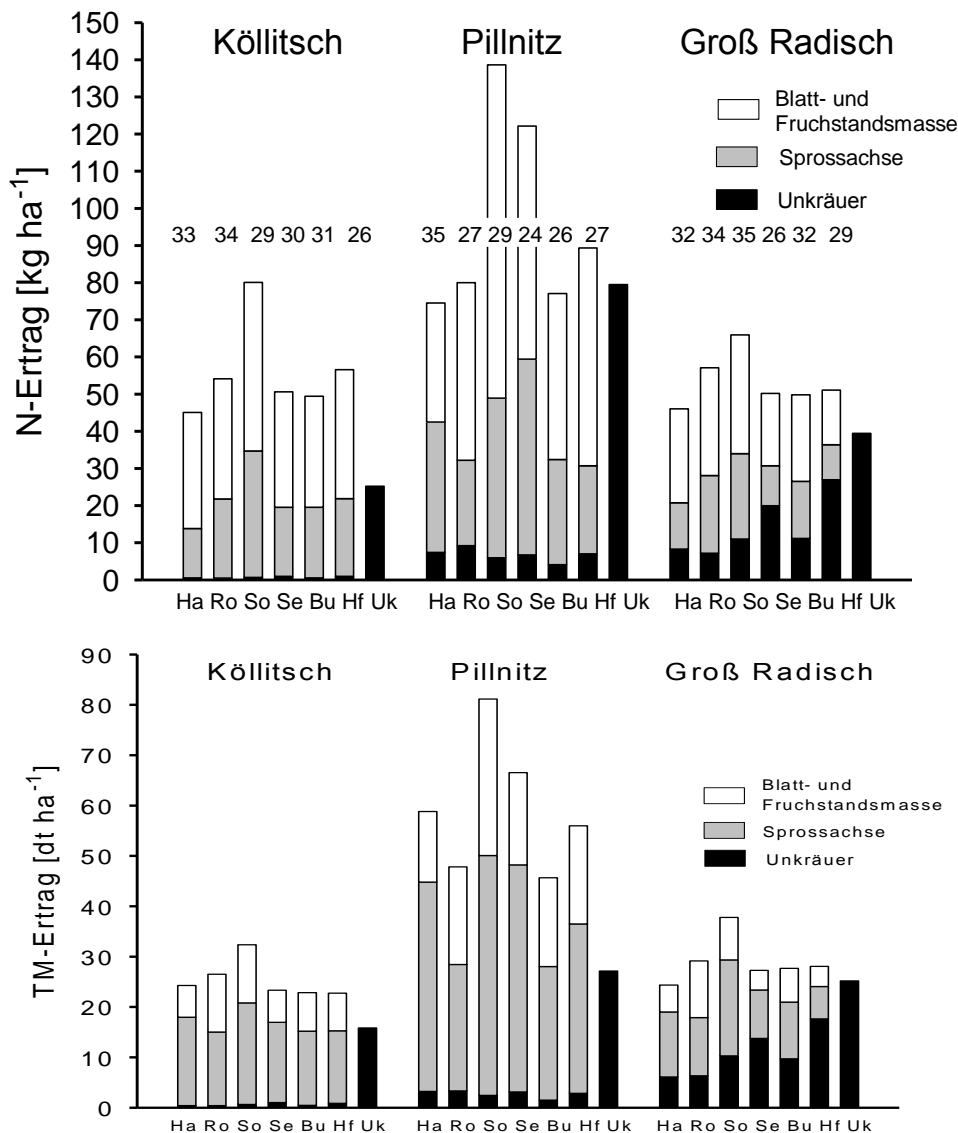 Köllitsch Pillnitz Groß Radisch
N-Ertrag [kg ha⁻¹]
150
140
130
120
110
100
90
80
70
60
50
40
30
20
10
0
Blatt- und
Fruchstandsmasse
Sprossachse
Unkräuer
33 34 29 30 31 26 35 27 29 24 26 27 32 34 35 26 32 29
Ha Ro So Se Bu Hf Uk Ha Ro So Se Bu Hf Uk Ha Ro So Se Bu Hf Uk
Köllitsch Pillnitz Groß Radisch
TM-Ertrag [dt ha⁻¹]
90
80
70
60
50
40
30
20
10
0
Blatt- und
Fruchstandsmasse
Sprossachse
Unkräuer
Ha Ro So Se Bu Hf Uk Ha Ro So Se Bu Hf Uk Ha Ro So Se Bu Hf Uk